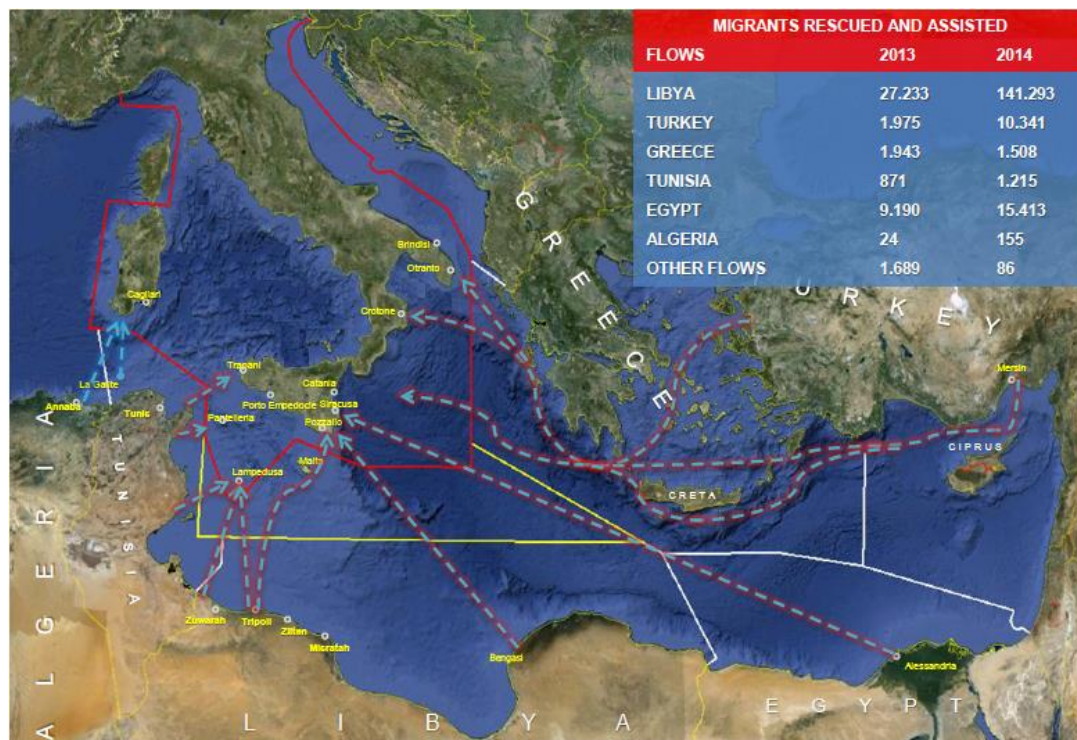 MIGRANTS RESCUED AND ASSISTED
FLOWS 2013 2014
LIBYA 27.233 141.293
TURKEY 1.975 10.341
GREECE 1.943 1.508
TUNISIA 871 1.215
EGYPT 9.190 15.413
ALGERIA 24 155
OTHER FLOWS 1.689 86
GREECE
TURKEY
Brindisi
Otranto
Cagliari
Crotone
Trapani
Catania
Mersin
La Galite
Annaba
Tunis
Porto Empedocle
Siracusa
Pantelleria
Pozzallo
Malta
CIPRUS
Lampedusa
CRETA
ALGERIA
TUNISIA
Zuwarah
Tripoli
Zlitan
Misratah
Bengasi
Alessandria
LIBYA
EGYPT